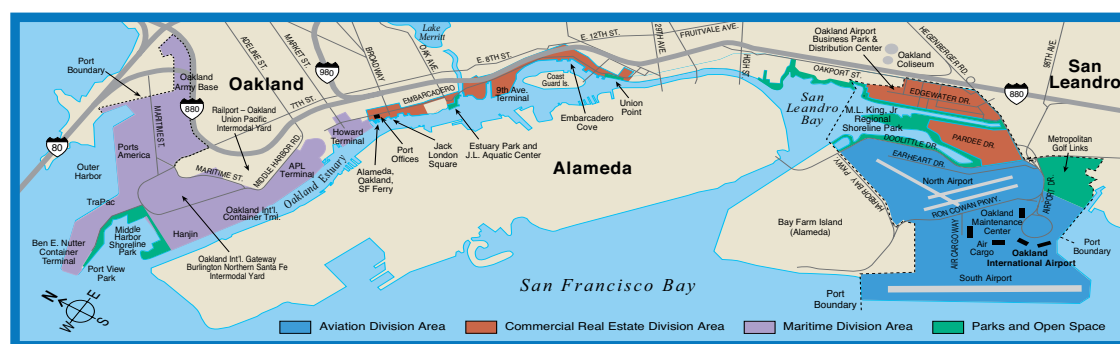 Port
Boundary
Oakland
Army Base
Oakland
ADELINE ST.
MARKET ST.
980
BROADWAY
OAK AVE.
Lake
Merritt
E. 8TH ST.
E. 12TH ST.
29TH AVE.
FRUITVALE AVE.
HIGH ST.
Oakland Airport
Business Park &
Distribution Center
Oakland
Coliseum
HEGENBERGER RD.
98TH AVE.
San
Leandro
880
7TH ST.
EMBARCADERO
9th Ave.
Terminal
Coast
Guard Is.
Union
Point
Embarcadero
Cove
OAKPORT ST.
EDGEWATER DR.
880
San
Leandro
Bay
M.L. King, Jr.
Regional
Shoreline Park
DOOLITTLE DR.
PARDEE DR.
EARHEART DR.
Metropolitan
Golf Links
80
MARITIME ST.
Railport – Oakland
Union Pacific
Intermodal Yard
Howard
Terminal
Port
Offices
Jack
London
Square
Estuary Park and
J.L. Aquatic Center
Alameda,
Oakland,
SF Ferry
Outer
Harbor
Ports
America
MARITIME ST.
MIDDLE HARBOR RD.
APL
Terminal
Oakland Estuary
Alameda
TraPac
Oakland Int'l.
Container Tml.
Middle
Harbor
Shoreline
Park
Hanjin
Ben E. Nutter
Container
Terminal
Port View
Park
Oakland Int'l. Gateway
Burlington Northern Santa Fe
Intermodal Yard
HARBOR BAY PKWY.
North Airport
RON COWAN PKWY.
AIRPORT DR.
Bay Farm Island
(Alameda)
Oakland
Maintenance
Center
AIR CARGO WAY
Air
Cargo
Oakland
International Airport
Port
Boundary
South Airport
Port
Boundary
San Francisco Bay
N
E
W
S
Aviation Division Area
Commercial Real Estate Division Area
Maritime Division Area
Parks and Open Space